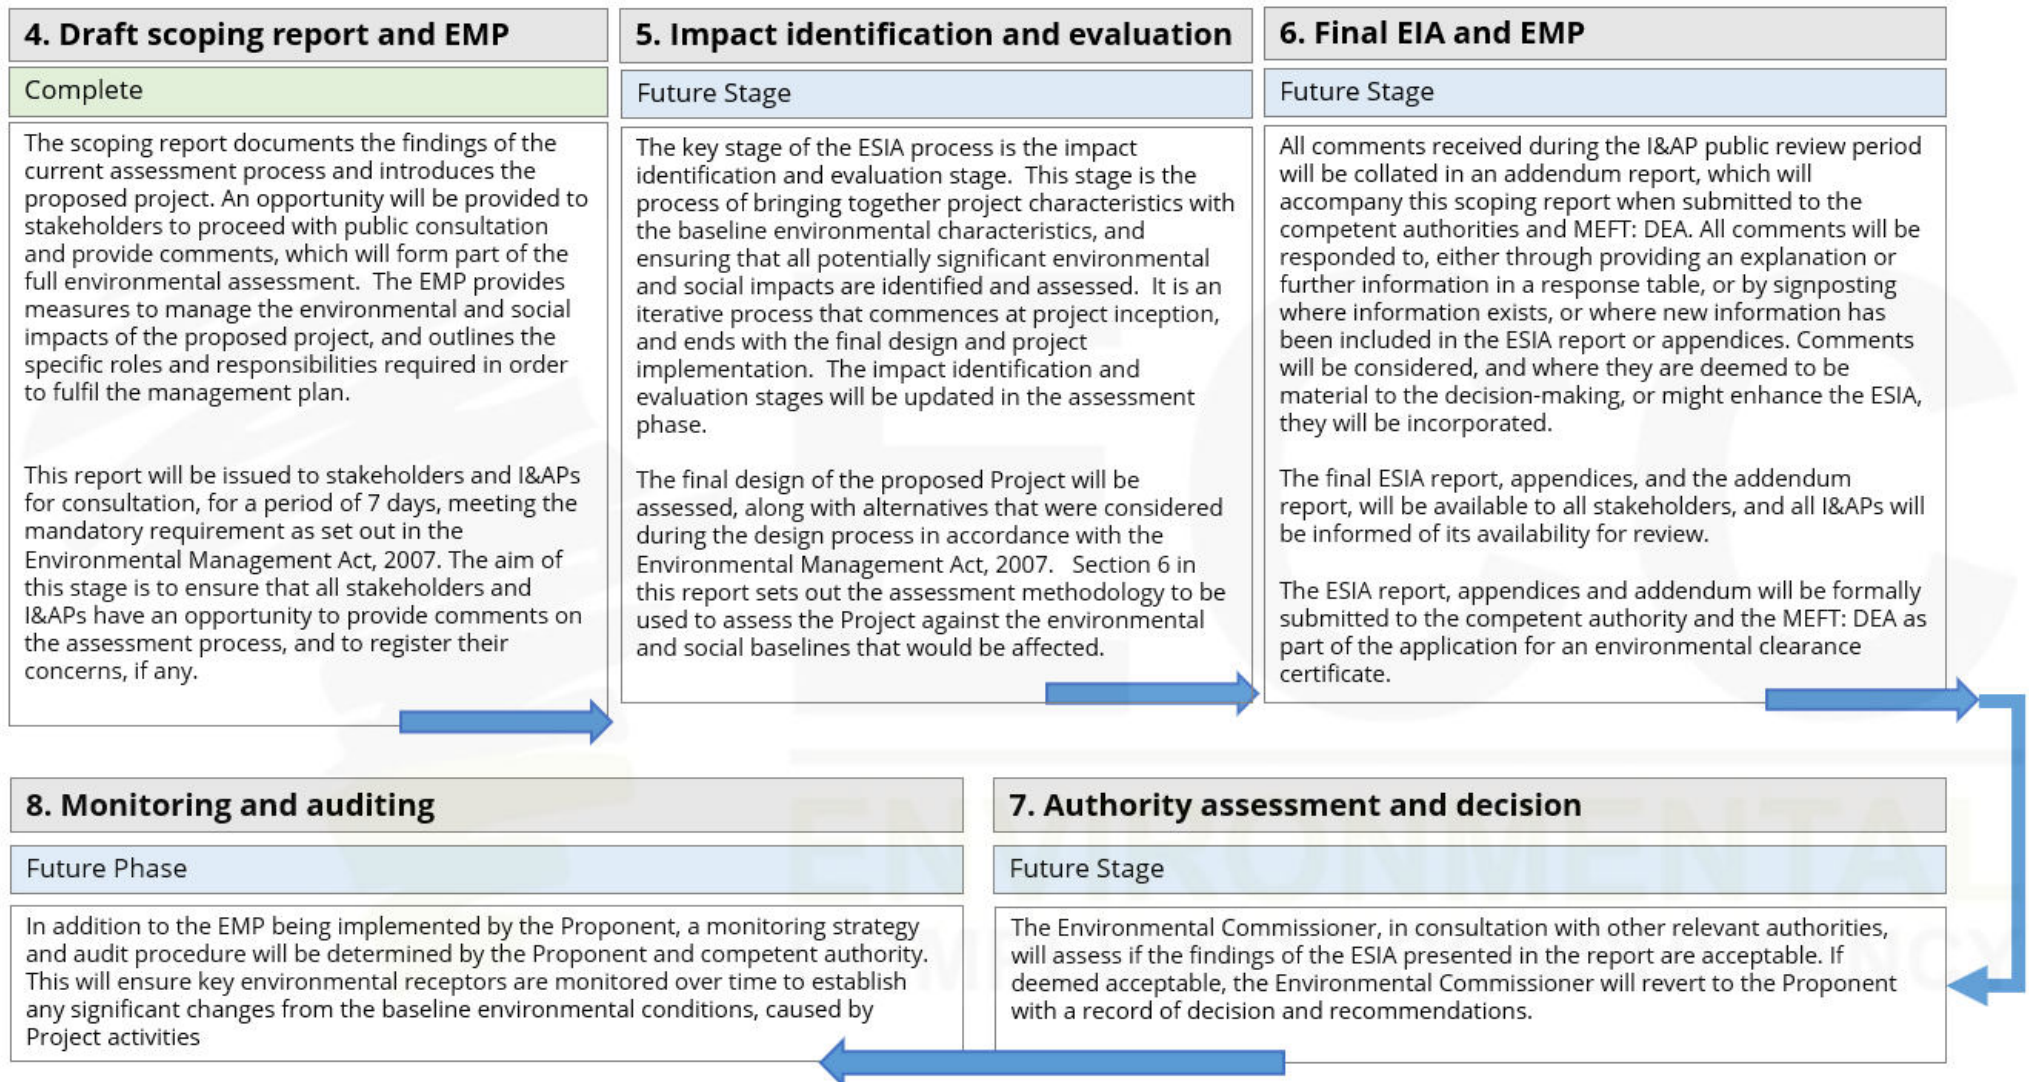 4. Draft scoping report and EMP
Complete
The scoping report documents the findings of the
current assessment process and introduces the
proposed project. An opportunity will be provided to
stakeholders to proceed with public consultation
and provide comments, which will form part of the
full environmental assessment.  The EMP provides
measures to manage the environmental and social
impacts of the proposed project, and outlines the
specific roles and responsibilities required in order
to fulfil the management plan.
This report will be issued to stakeholders and I&APs
for consultation, for a period of 7 days, meeting the
mandatory requirement as set out in the
Environmental Management Act, 2007. The aim of
this stage is to ensure that all stakeholders and
I&APs have an opportunity to provide comments on
the assessment process, and to register their
concerns, if any.
5. Impact identification and evaluation
Future Stage
The key stage of the ESIA process is the impact
identification and evaluation stage.  This stage is the
process of bringing together project characteristics with
the baseline environmental characteristics, and
ensuring that all potentially significant environmental
and social impacts are identified and assessed.  It is an
iterative process that commences at project inception,
and ends with the final design and project
implementation.  The impact identification and
evaluation stages will be updated in the assessment
phase.
The final design of the proposed Project will be
assessed, along with alternatives that were considered
during the design process in accordance with the
Environmental Management Act, 2007.   Section 6 in
this report sets out the assessment methodology to be
used to assess the Project against the environmental
and social baselines that would be affected.
6. Final EIA and EMP
Future Stage
All comments received during the I&AP public review period
will be collated in an addendum report, which will
accompany this scoping report when submitted to the
competent authorities and MEFT: DEA. All comments will be
responded to, either through providing an explanation or
further information in a response table, or by signposting
where information exists, or where new information has
been included in the ESIA report or appendices. Comments
will be considered, and where they are deemed to be
material to the decision-making, or might enhance the ESIA,
they will be incorporated.
The final ESIA report, appendices, and the addendum
report, will be available to all stakeholders, and all I&APs will
be informed of its availability for review.
The ESIA report, appendices and addendum will be formally
submitted to the competent authority and the MEFT: DEA as
part of the application for an environmental clearance
certificate.
7. Authority assessment and decision
Future Stage
The Environmental Commissioner, in consultation with other relevant authorities,
will assess if the findings of the ESIA presented in the report are acceptable. If
deemed acceptable, the Environmental Commissioner will revert to the Proponent
with a record of decision and recommendations.
8. Monitoring and auditing
Future Phase
In addition to the EMP being implemented by the Proponent, a monitoring strategy
and audit procedure will be determined by the Proponent and competent authority.
This will ensure key environmental receptors are monitored over time to establish
any significant changes from the baseline environmental conditions, caused by
Project activities
ECC
ENVIRONMENTAL